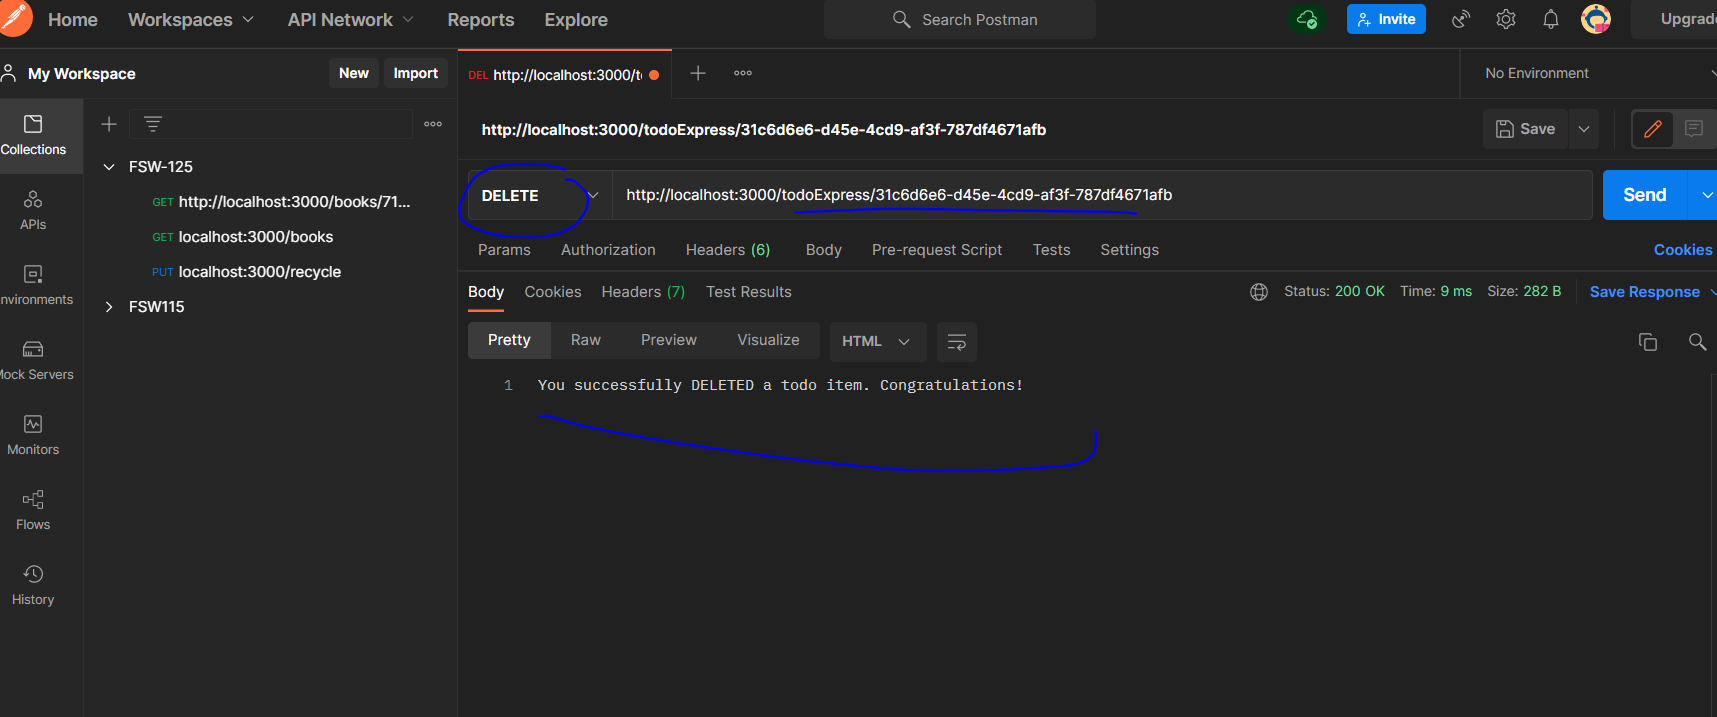 Home Workspaces API Network Reports Explore Search Postman Invite
My Workspace New Import DEL http://localhost:3000/t No Environment
Collections
APIs
nvironments
Mock Servers
Monitors
Flows
History
FSW-125
GET http://localhost:3000/books/71...
GET localhost:3000/books
PUT localhost:3000/recycle
FSW115
http://localhost:3000/todoExpress/31c6d6e6-d45e-4cd9-af3f-787df4671afb Save
DELETE http://localhost:3000/todoExpress/31c6d6e6-d45e-4cd9-af3f-787df4671afb Send
Params Authorization Headers (6) Body Pre-request Script Tests Settings Cookies
Body Cookies Headers (7) Test Results Status: 200 OK Time: 9 ms Size: 282 B Save Response
Pretty Raw Preview Visualize HTML
1 You successfully DELETED a todo item. Congratulations!